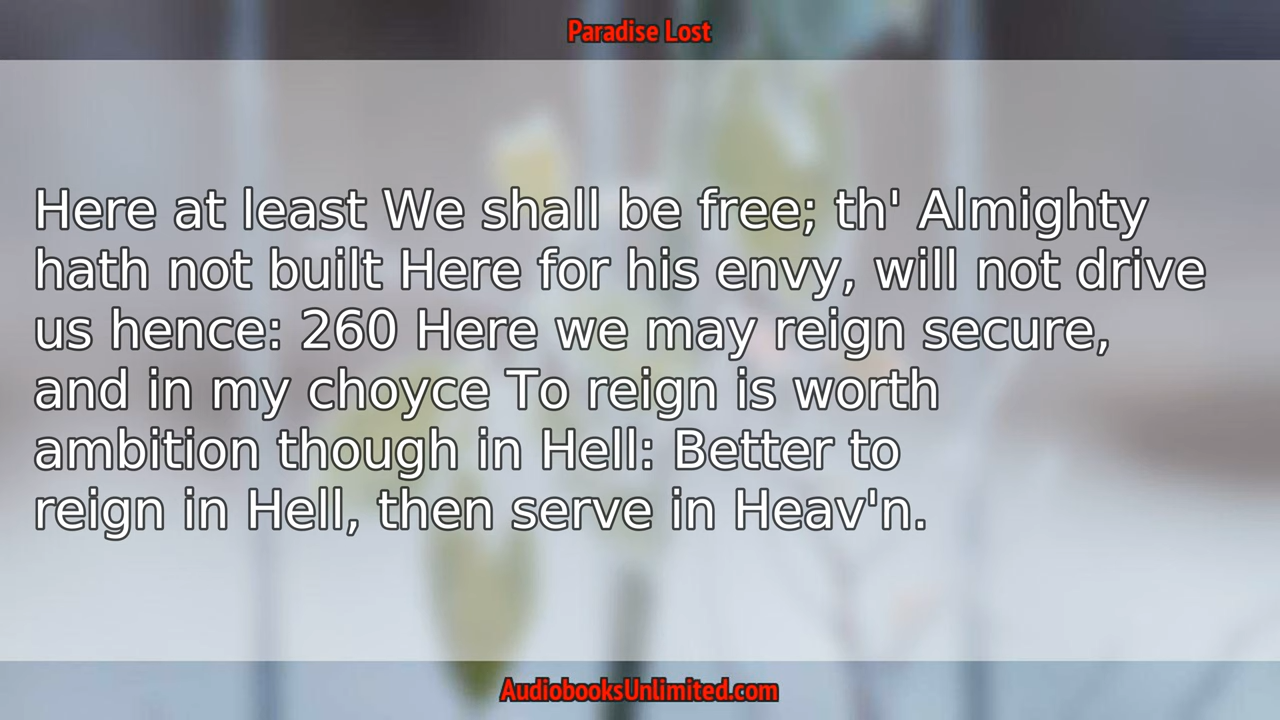 Paradise Lost
Here at least We shall be free; th' Almighty
hath not built Here for his envy, will not drive
us hence: 260 Here we may reign secure,
and in my choyce To reign is worth
ambition though in Hell: Better to
reign in Hell, then serve in Heav'n.
AudiobooksUnlimited.com